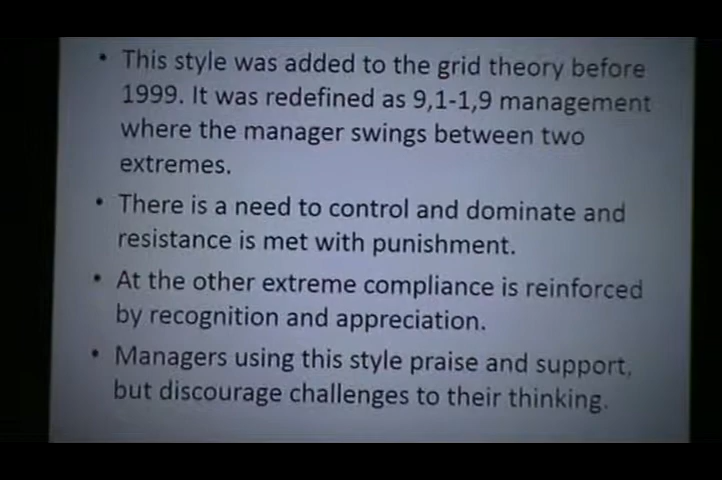 • This style was added to the grid theory before
1999. It was redefined as 9,1-1,9 management
where the manager swings between two
extremes.
• There is a need to control and dominate and
resistance is met with punishment.
• At the other extreme compliance is reinforced
by recognition and appreciation.
• Managers using this style praise and support,
but discourage challenges to their thinking.